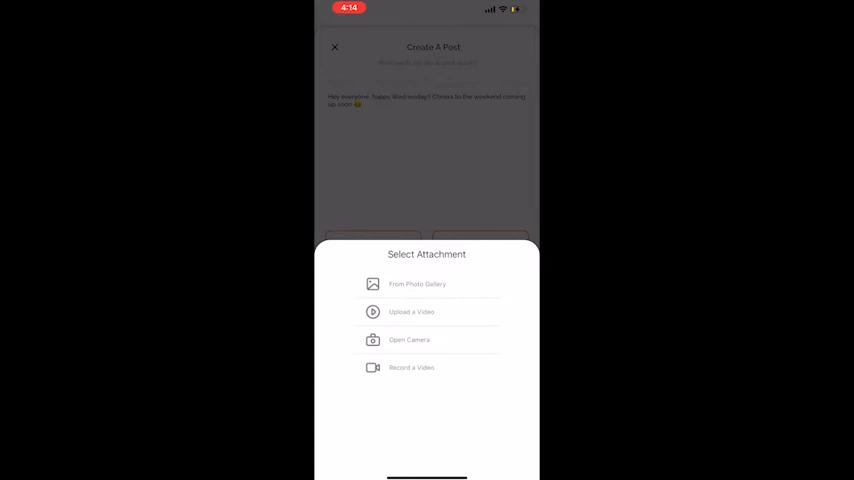 4:14
Create A Post
Hey everyone, happy Wednesday!! Cheers to the weekend coming
up soon 😄
Select Attachment
From Photo Gallery
Upload a Video
Open Camera
Record a Video